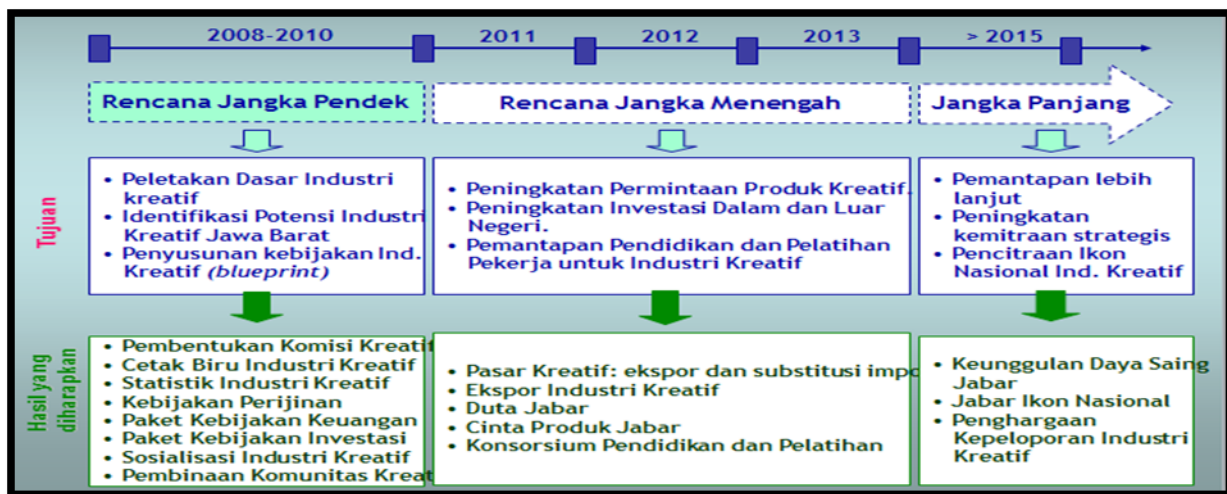 2008-2010 2011 2012 2013 > 2015
Rencana Jangka Pendek Rencana Jangka Menengah Jangka Panjang
Tujuan
• Peletakan Dasar Industri
kreatif
• Identifikasi Potensi Industri
Kreatif Jawa Barat
• Penyusunan kebijakan Ind.
Kreatif (blueprint)
• Peningkatan Permintaan Produk Kreatif.
• Peningkatan Investasi Dalam dan Luar
Negeri.
• Pemantapan Pendidikan dan Pelatihan
Pekerja untuk Industri Kreatif
• Pemantapan lebih
lanjut
• Peningkatan
kemitraan strategis
• Pencitraan Ikon
Nasional Ind. Kreatif
Hasil yang
diharapkan
• Pembentukan Komisi Kreatif
• Cetak Biru Industri Kreatif
• Statistik Industri Kreatif
• Kebijakan Perijinan
• Paket Kebijakan Keuangan
• Paket Kebijakan Investasi
• Sosialisasi Industri Kreatif
• Pembinaan Komunitas Kreat
• Pasar Kreatif: ekspor dan substitusi impo
• Ekspor Industri Kreatif
• Duta Jabar
• Cinta Produk Jabar
• Konsorsium Pendidikan dan Pelatihan
• Keunggulan Daya Saing
Jabar
• Jabar Ikon Nasional
• Penghargaan
Kepeloporan Industri
Kreatif